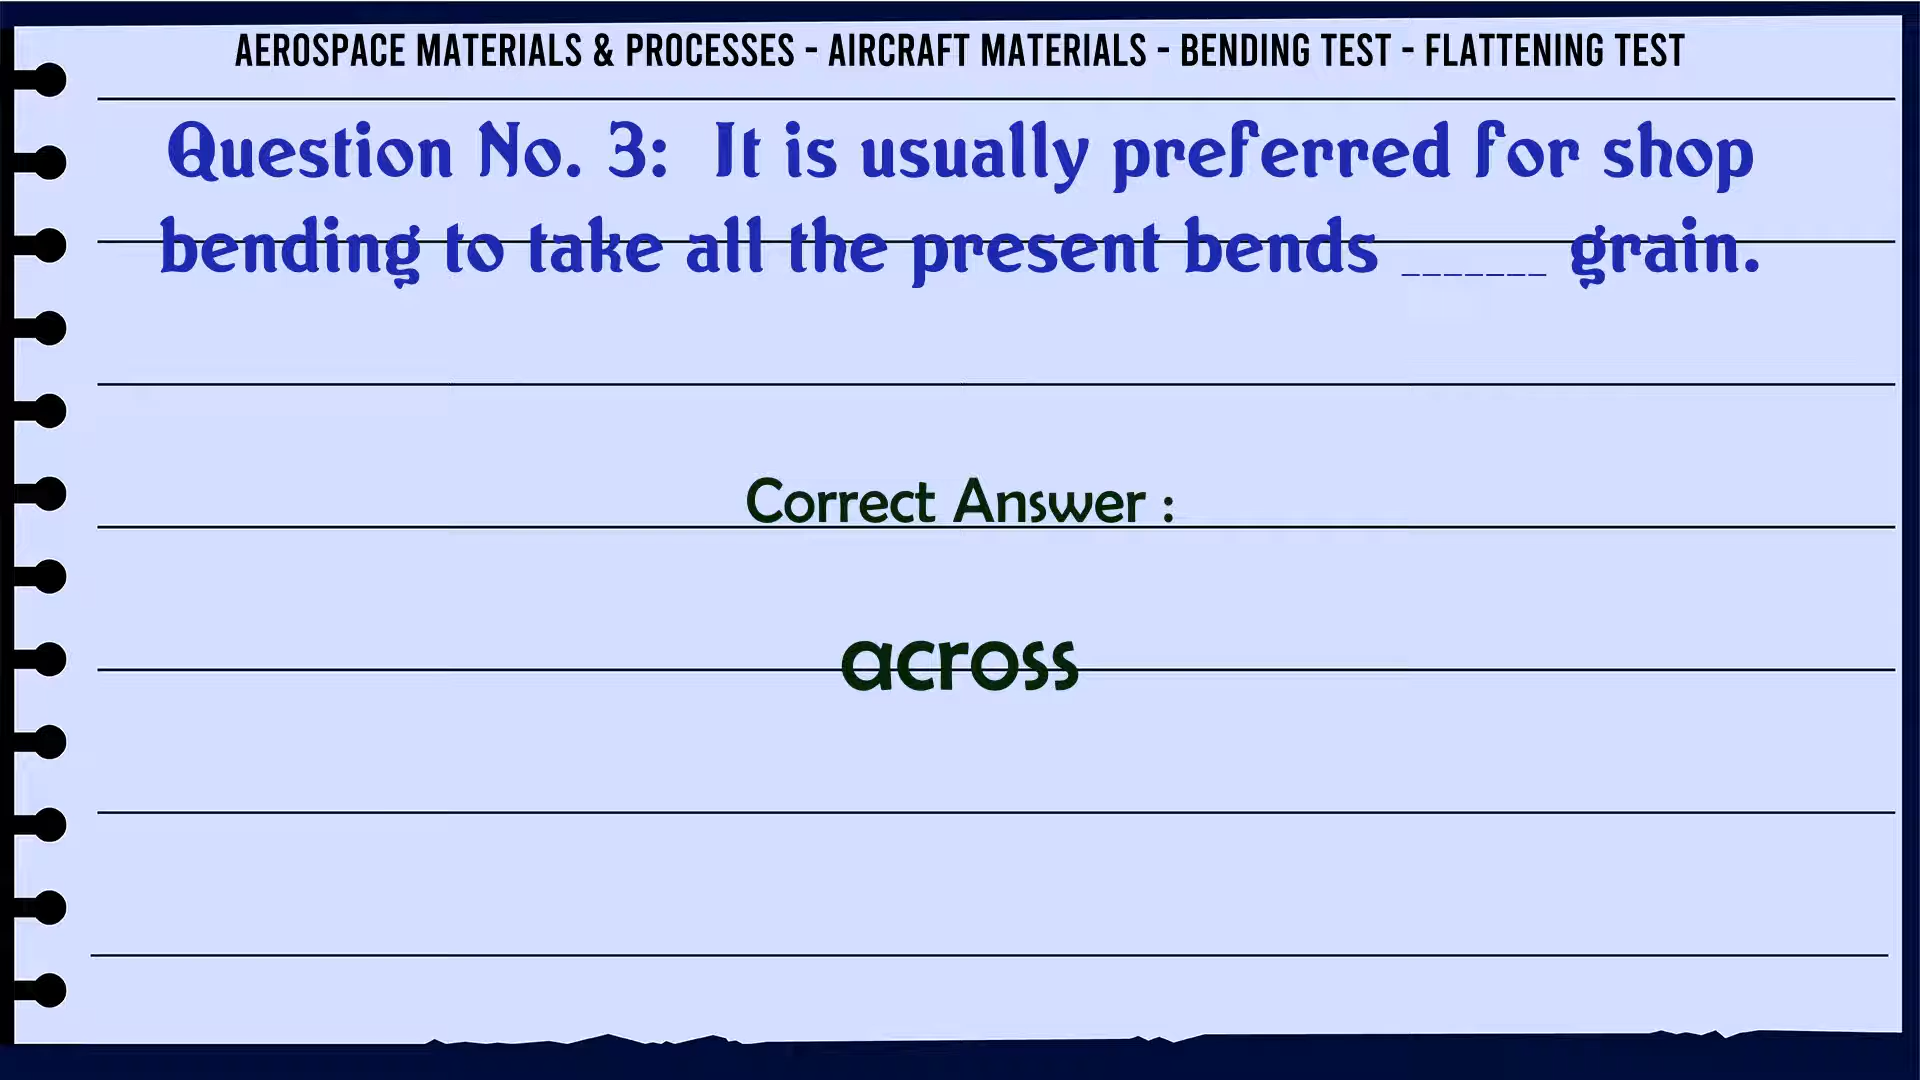 AEROSPACE MATERIALS & PROCESSES - AIRCRAFT MATERIALS - BENDING TEST - FLATTENING TEST
Question No. 3: It is usually preferred for shop
bending to take all the present bends _______ grain.
Correct Answer :
across